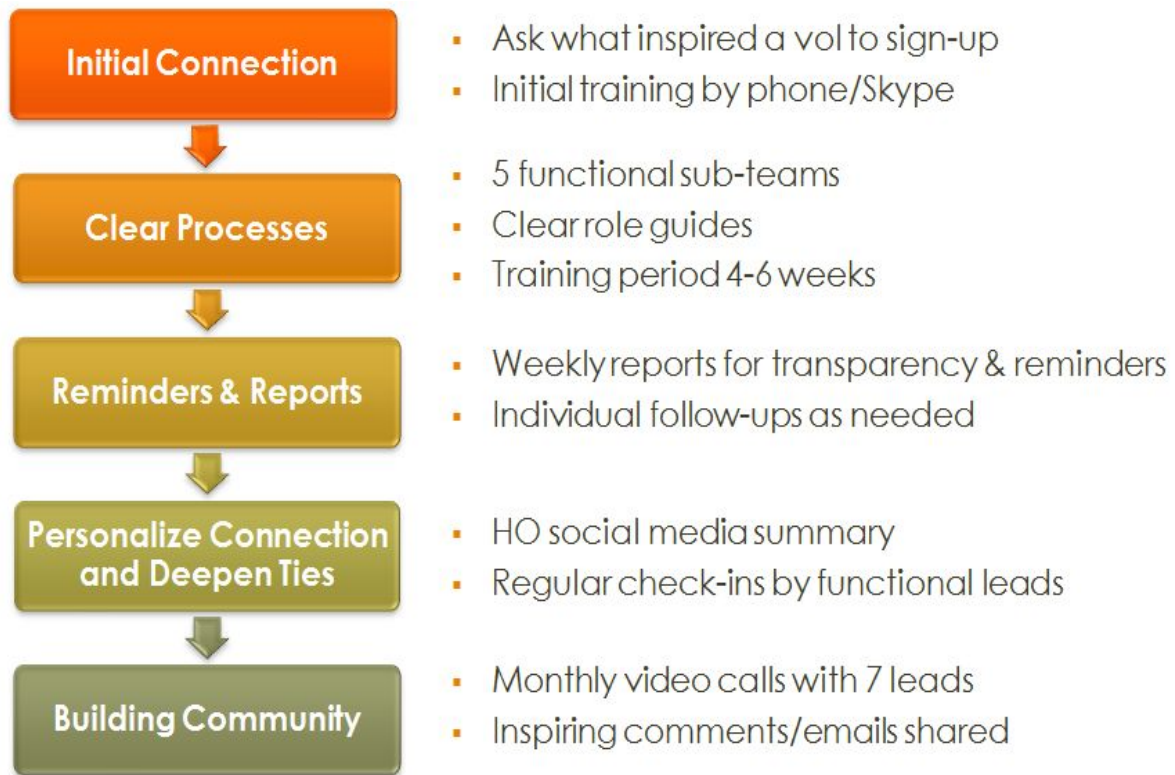 Initial Connection
Ask what inspired a vol to sign-up
Initial training by phone/Skype
Clear Processes
5 functional sub-teams
Clear role guides
Training period 4-6 weeks
Reminders & Reports
Weekly reports for transparency & reminders
Individual follow-ups as needed
Personalize Connection
and Deepen Ties
HO social media summary
Regular check-ins by functional leads
Building Community
Monthly video calls with 7 leads
Inspiring comments/emails shared